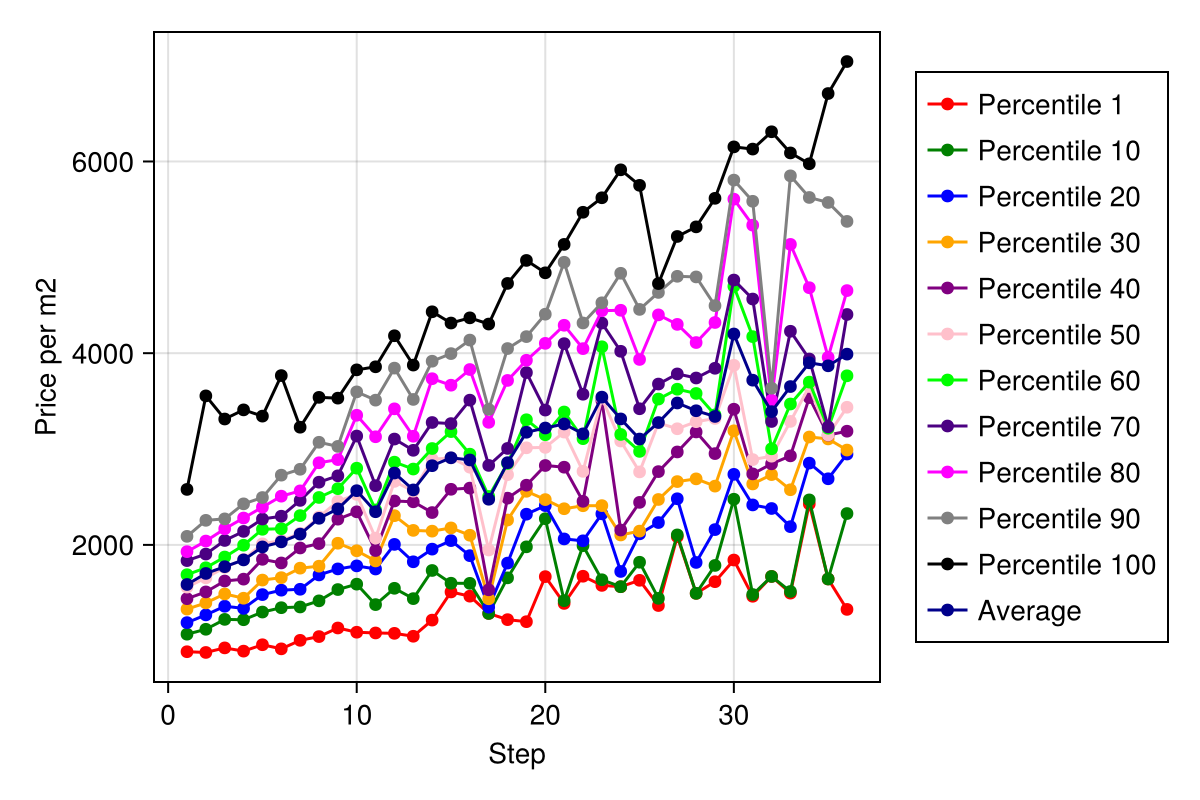 Price per m2
6000
4000
2000
0
10
20
30
Step
Percentile 1
Percentile 10
Percentile 20
Percentile 30
Percentile 40
Percentile 50
Percentile 60
Percentile 70
Percentile 80
Percentile 90
Percentile 100
Average